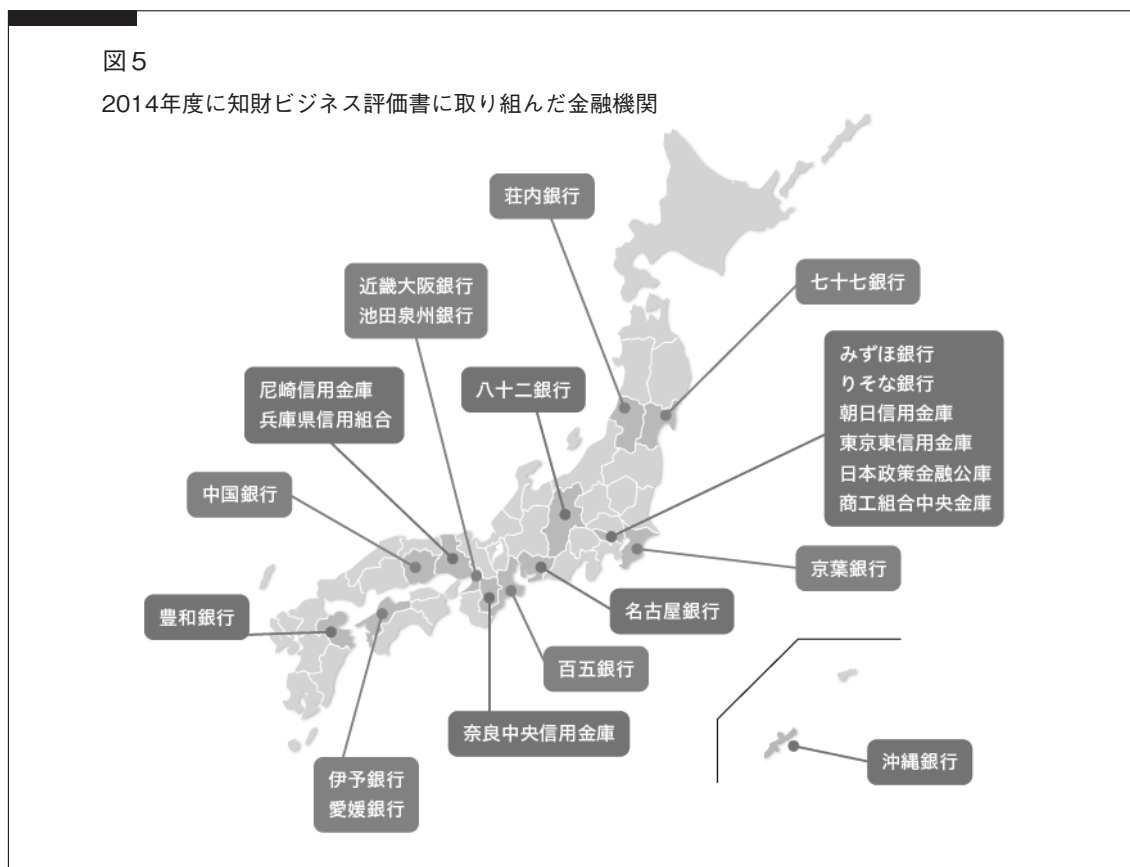 図5
2014年度に知財ビジネス評価書に取り組んだ金融機関
荘内銀行
七十七銀行
近畿大阪銀行
池田泉州銀行
みずほ銀行
りそな銀行
朝日信用金庫
東京東信用金庫
日本政策金融公庫
商工組合中央金庫
尼崎信用金庫
兵庫県信用組合
八十二銀行
中国銀行
京葉銀行
豊和銀行
名古屋銀行
百五銀行
奈良中央信用金庫
沖縄銀行
伊予銀行
愛媛銀行